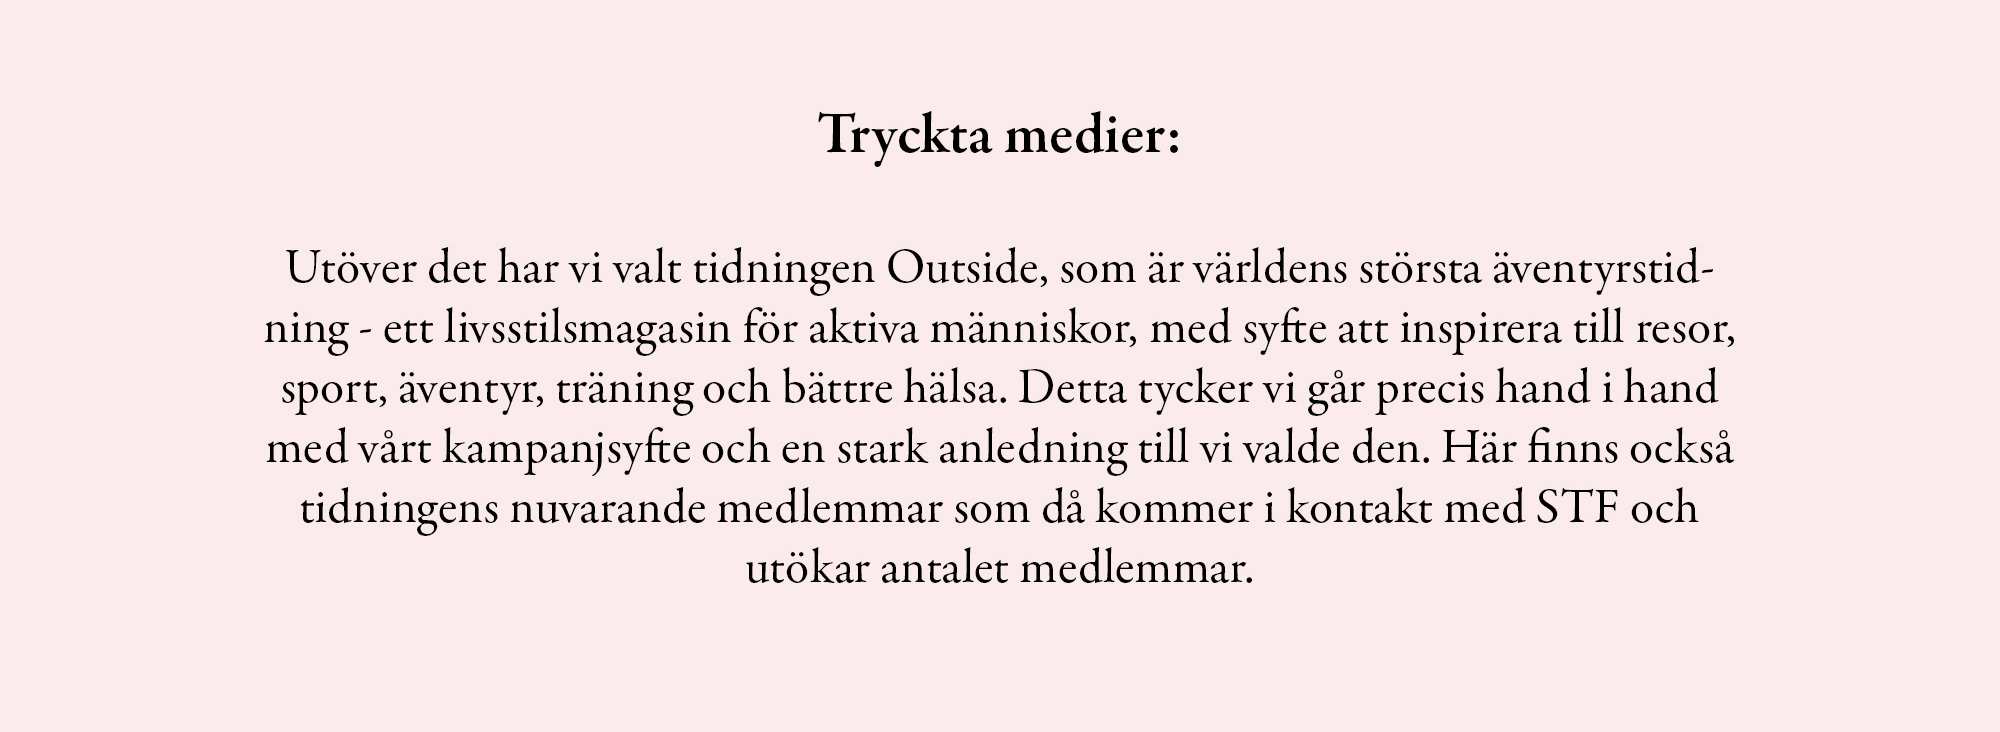 Tryckta medier:
Utöver det har vi valt tidningen Outside, som är världens största äventyrstid-
ning - ett livsstilsmagasin för aktiva människor, med syfte att inspirera till resor,
sport, äventyr, träning och bättre hälsa. Detta tycker vi går precis hand i hand
med vårt kampanjsyfte och en stark anledning till vi valde den. Här finns också
tidningens nuvarande medlemmar som då kommer i kontakt med STF och
utökar antalet medlemmar.